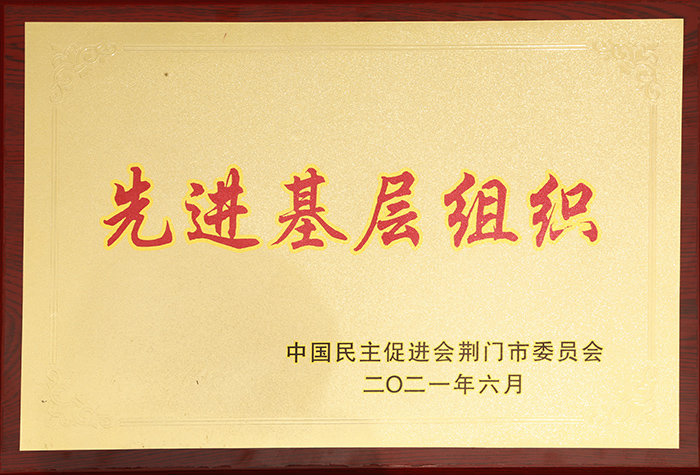 先进基层组织
中国民主促进会荆门市委员会
二〇二一年六月